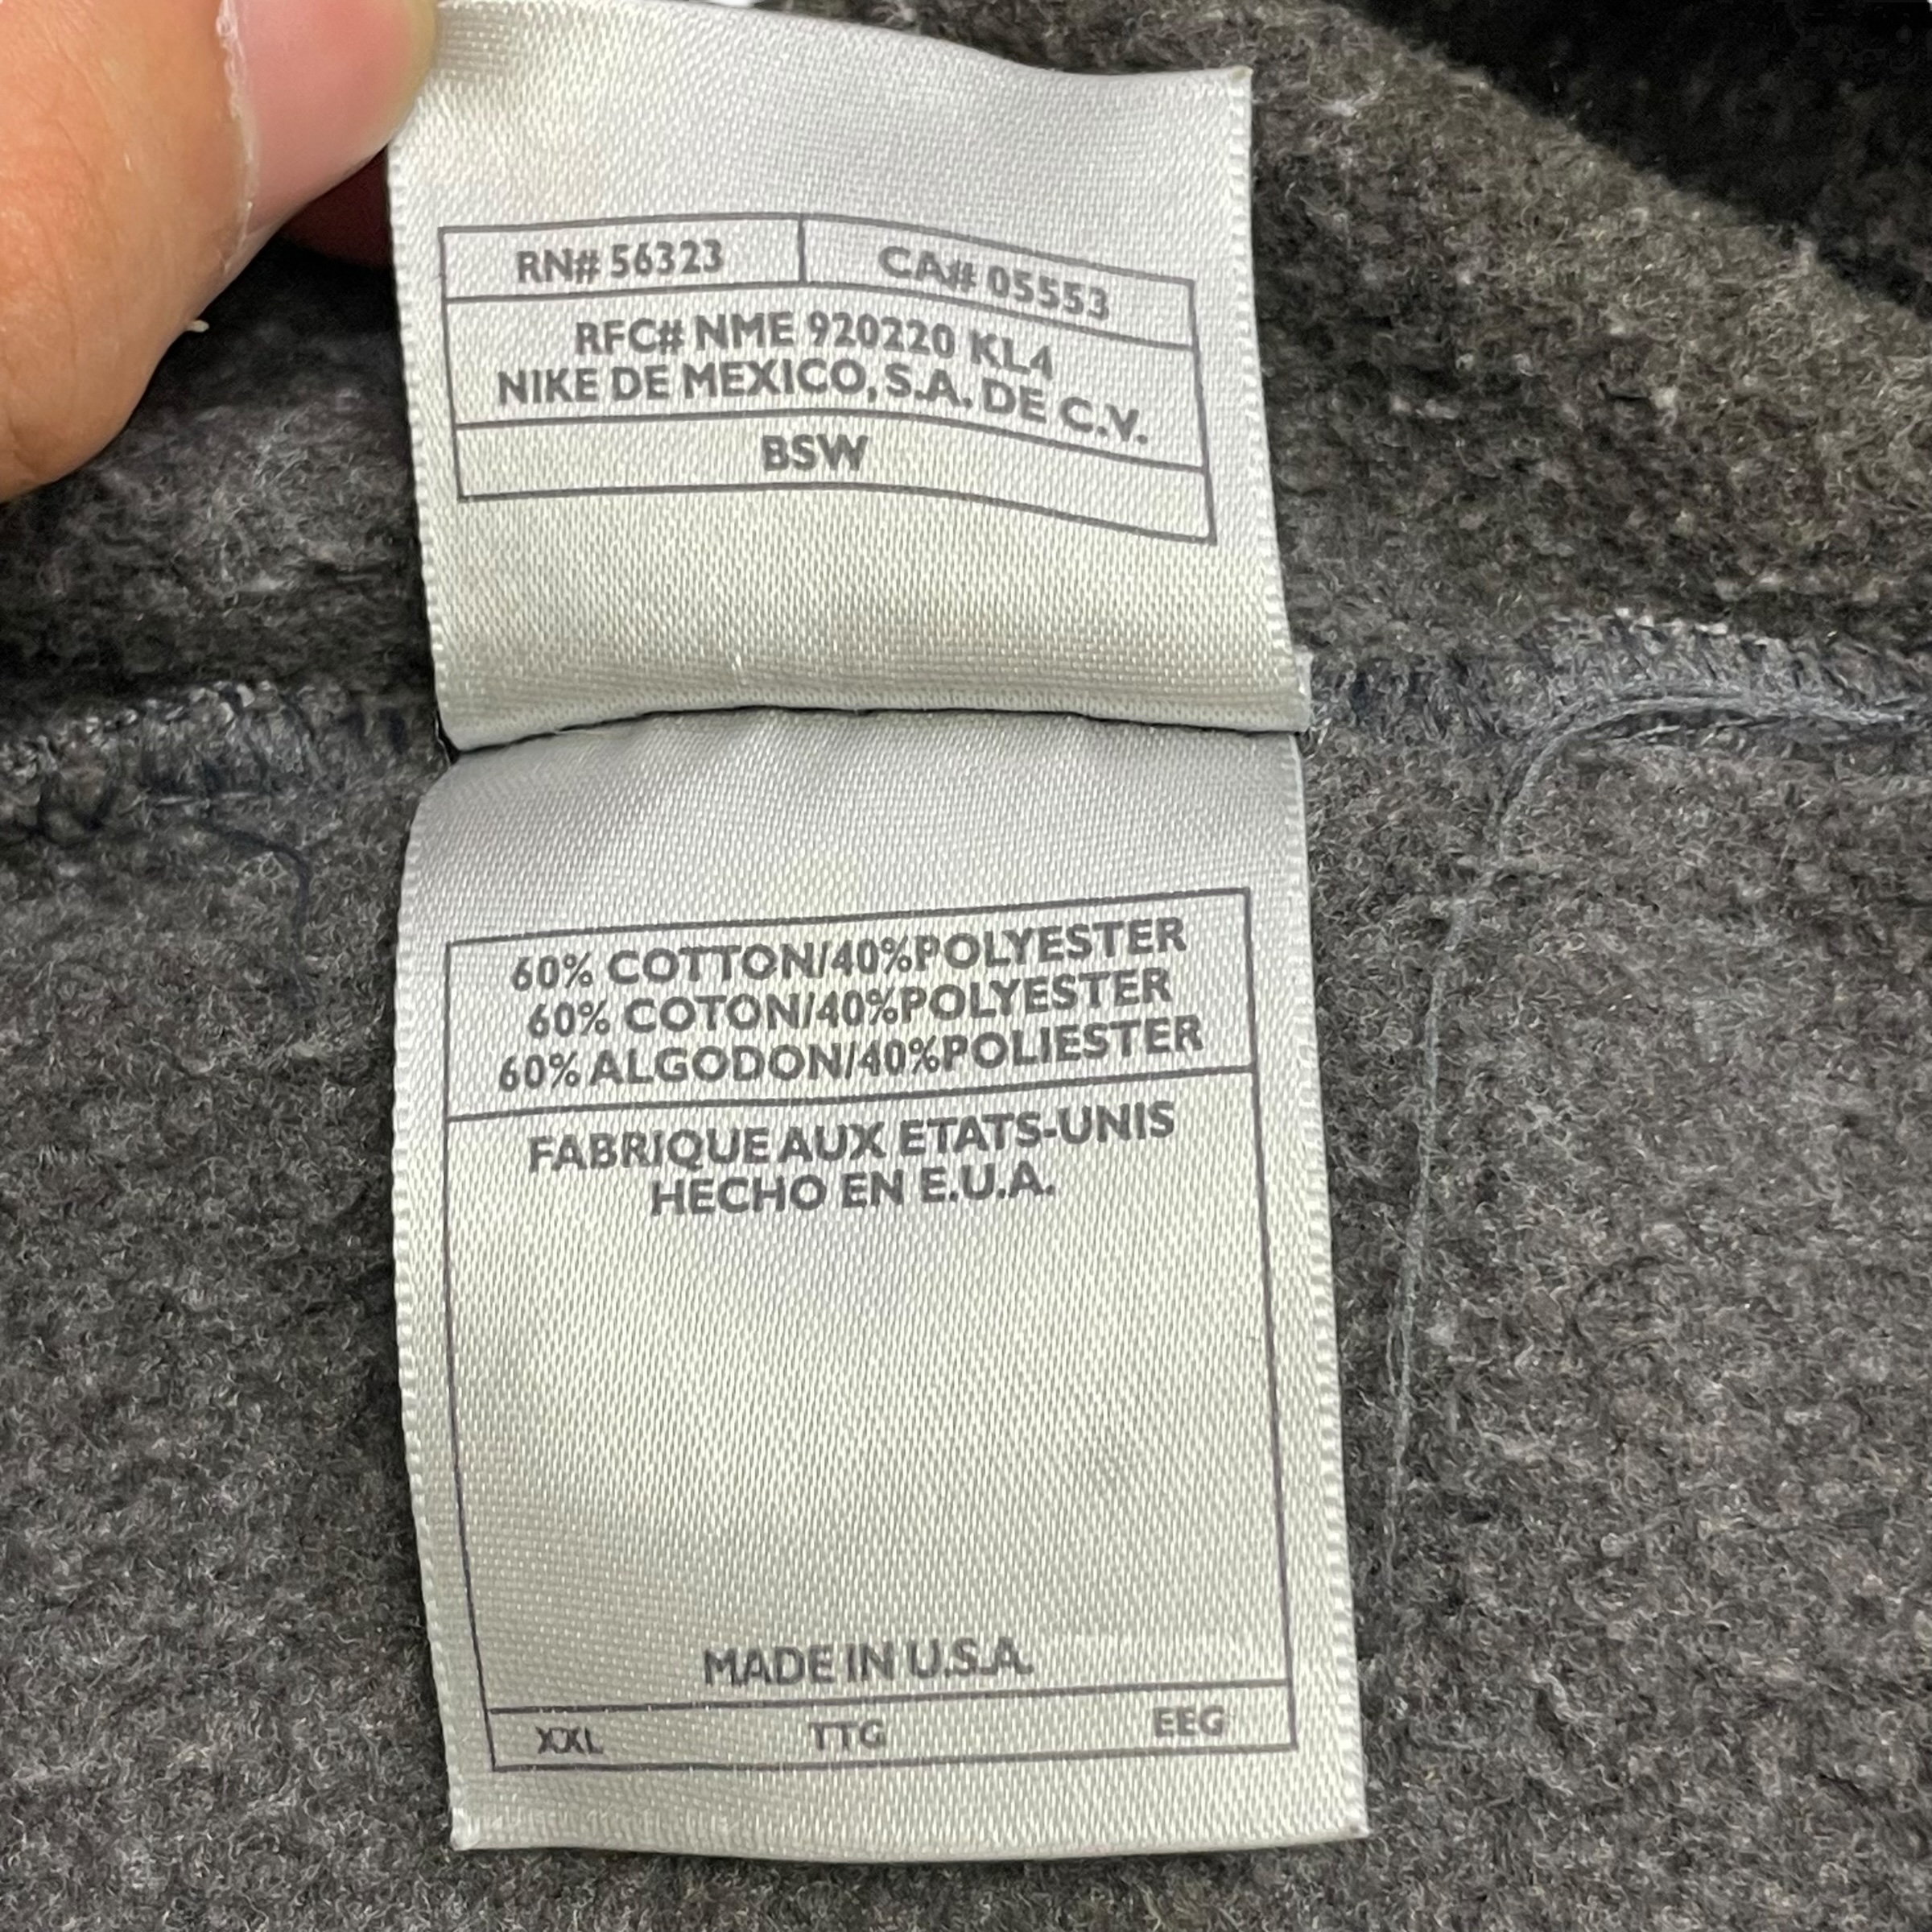 RN# 56323
CA# 05553
RFC# NME 920220 KL4
NIKE DE MEXICO, S.A. DE C.V.
BSW
60% COTTON/40%POLYESTER
60% COTON/40%POLYESTER
60% ALGODON/40%POLIESTER
FABRIQUE AUX ETATS-UNIS
HECHO EN E.U.A.
MADE IN U.S.A.
XXL TTG EEG